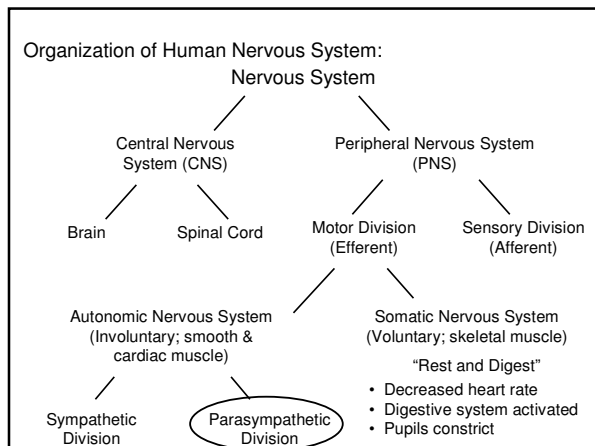 Organization of Human Nervous System:
Nervous System
Central Nervous
System (CNS)
Peripheral Nervous System
(PNS)
Brain
Spinal Cord
Motor Division
(Efferent)
Sensory Division
(Afferent)
Autonomic Nervous System
(Involuntary; smooth &
cardiac muscle)
Somatic Nervous System
(Voluntary; skeletal muscle)
Sympathetic
Division
Parasympathetic
Division
“Rest and Digest”
• Decreased heart rate
• Digestive system activated
• Pupils constrict